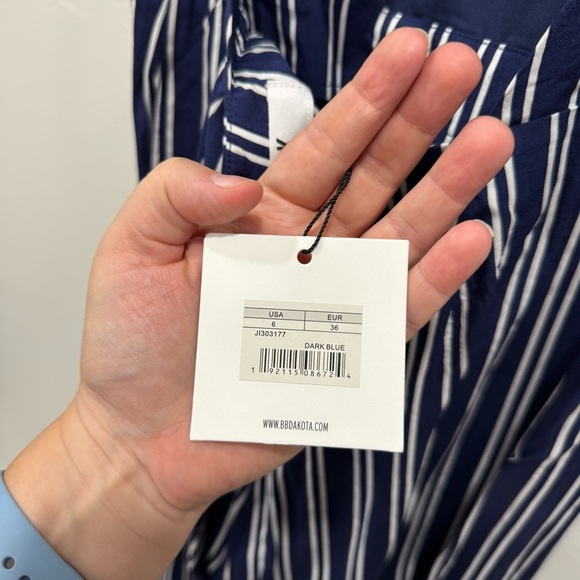 USA EUR
6 36
JI303177
DARK BLUE
1 92115 08672 4
WWW.BBDAKOTA.COM